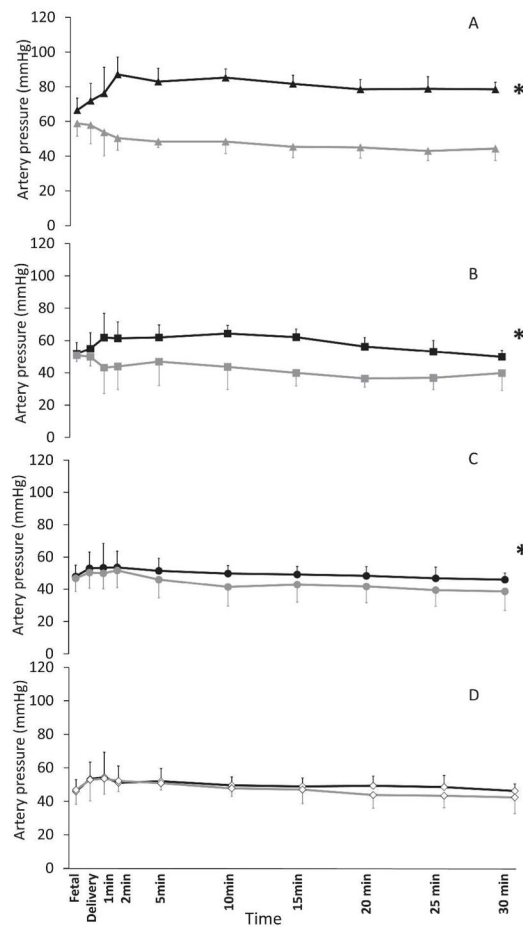 A
Artery pressure (mmHg)
120
100
80
60
40
20
0
*
B
Artery pressure (mmHg)
120
100
80
60
40
20
0
*
C
Artery pressure (mmHg)
120
100
80
60
40
20
0
*
D
Artery pressure (mmHg)
120
100
80
60
40
20
0
Fetal
Delivery
1min
2min
5min
10min
15min
20 min
25 min
30 min
Time